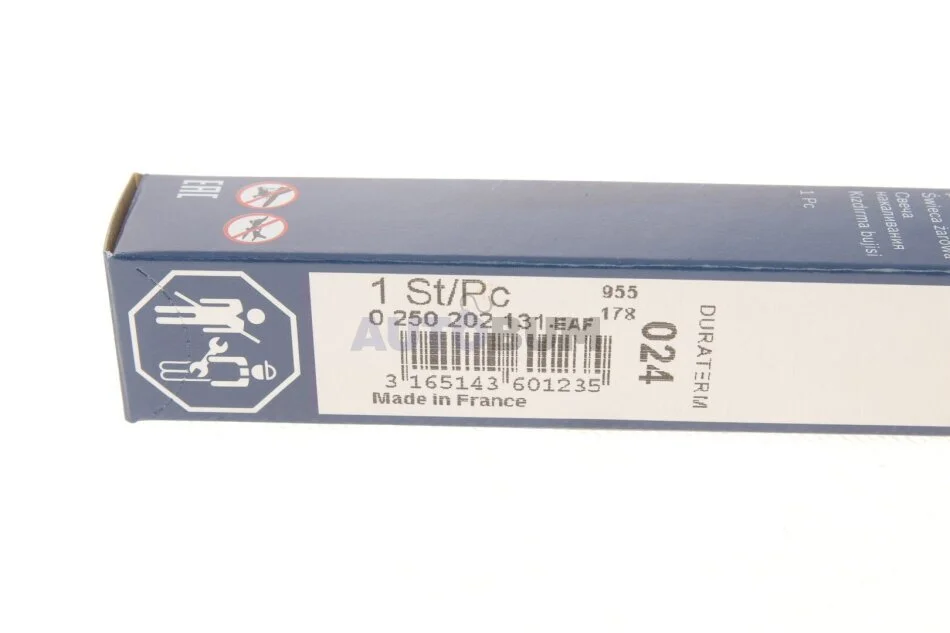 EAC
Świeca żarowa
Свеча
накаливания
Kızdırma bujisi
1 Pc
1 St/Pc
955
0 250 202 131-EAF
178
AUTOBUM
024
DURATERM
3 165143 601235
Made in France